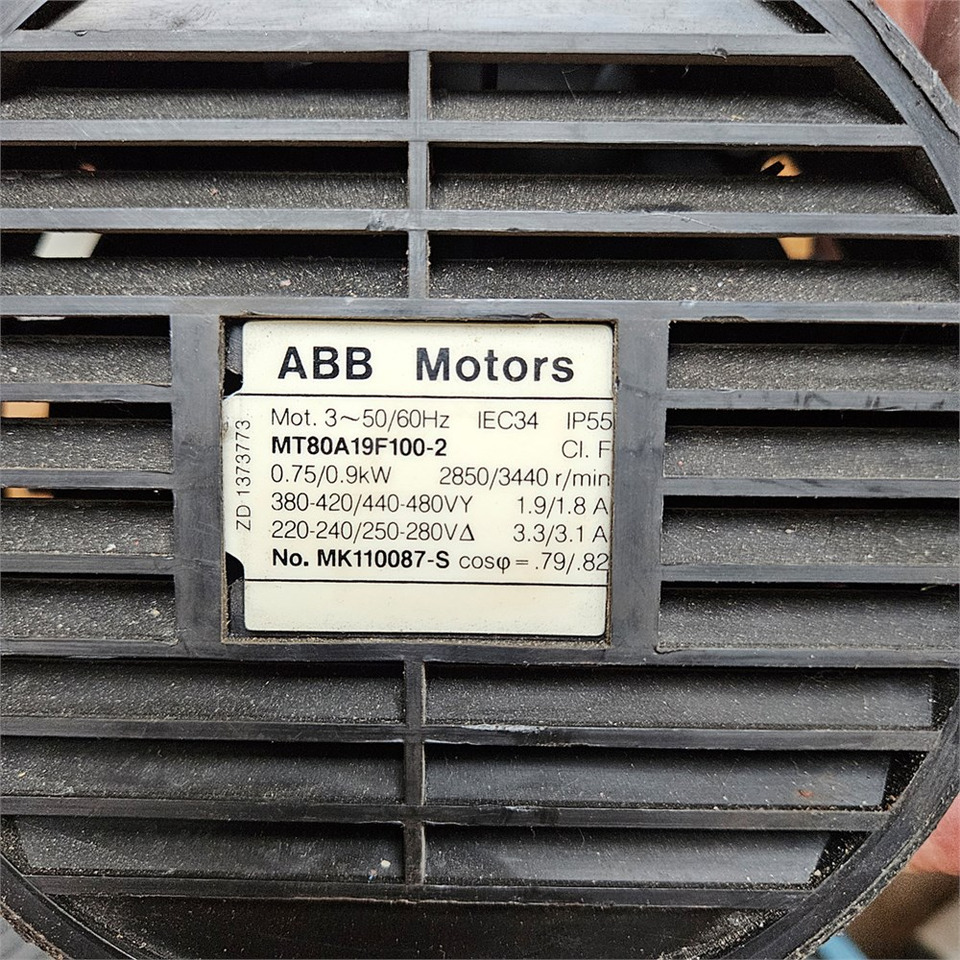 ABB Motors
Mot. 3~50/60Hz IEC34 IP55
MT80A19F100-2 Cl. F
0.75/0.9kW 2850/3440 r/min
380-420/440-480VY 1.9/1.8 A
220-240/250-280VΔ 3.3/3.1 A
No. MK110087-S cosφ = .79/.82
ZD 1373773